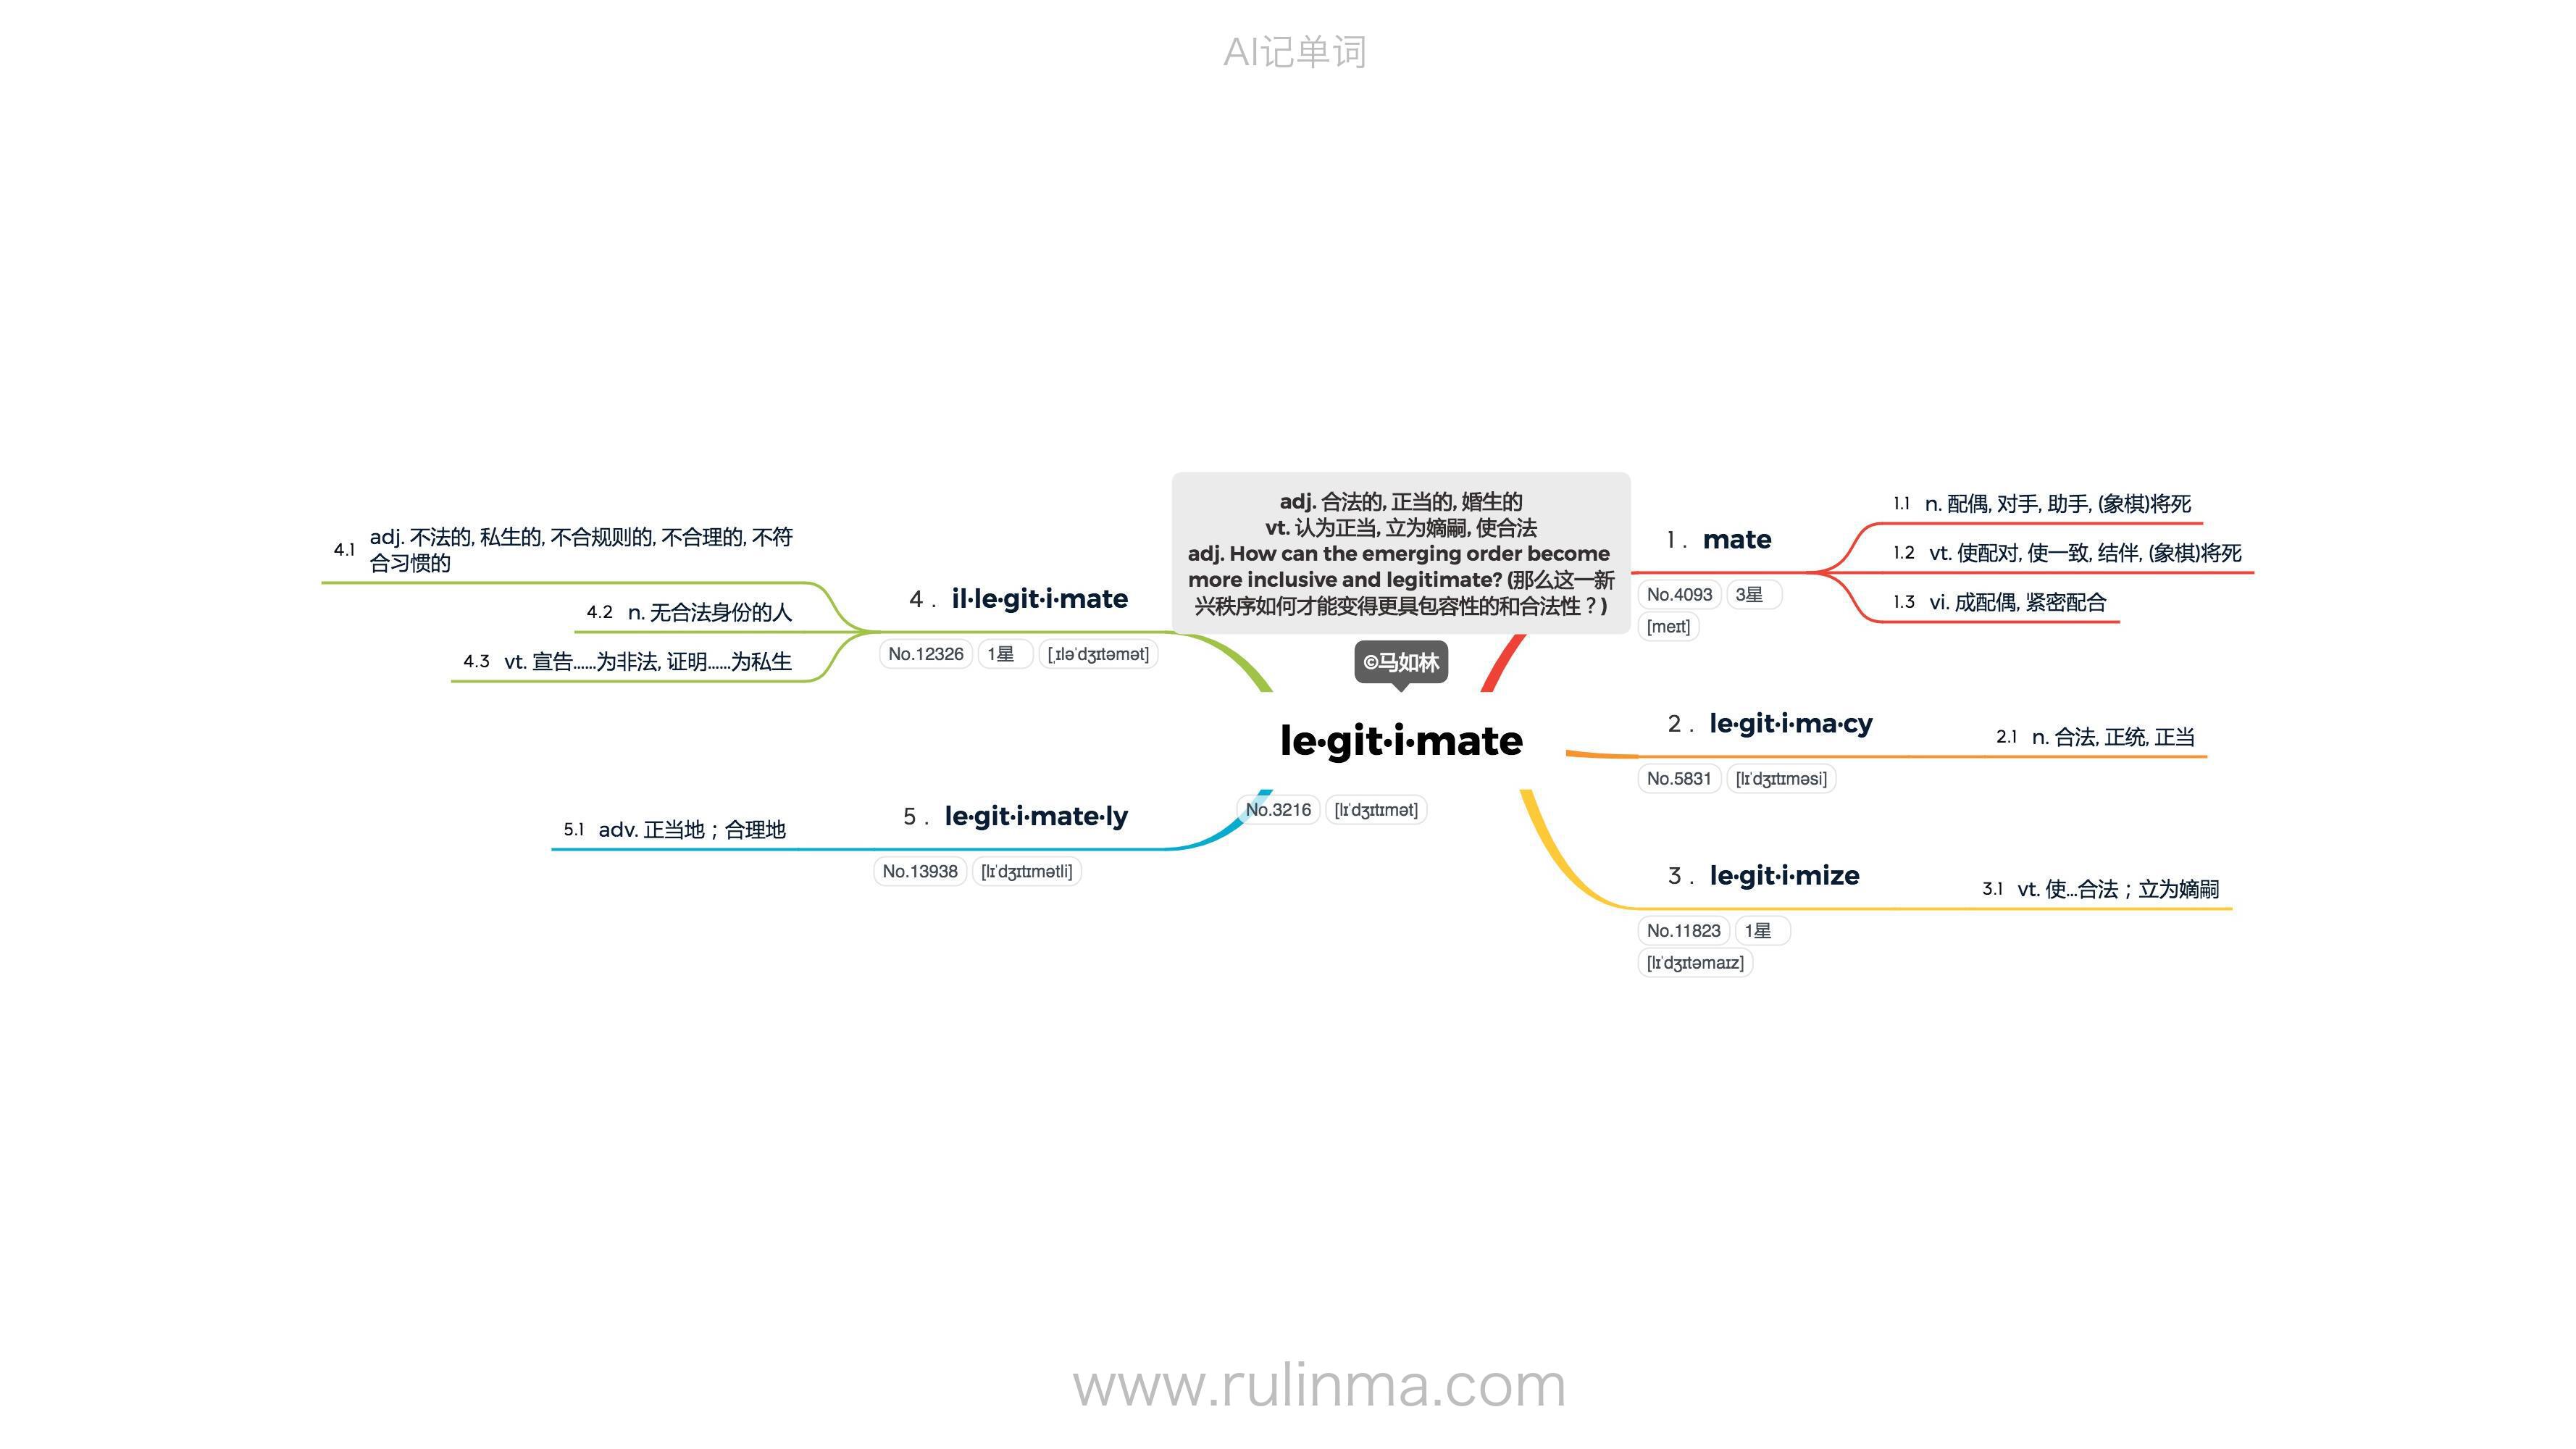 AI记单词
adj. 合法的, 正当的, 婚生的
vt. 认为正当, 立为嫡嗣, 使合法
adj. How can the emerging order become
more inclusive and legitimate? (那么这一新
兴秩序如何才能变得更具包容性的和合法性？)
©马如林
le·git·i·mate
No.3216 [lɪˈdʒɪtɪmət]
1. mate
No.4093 3星
[meɪt]
1.1 n. 配偶, 对手, 助手, (象棋)将死
1.2 vt. 使配对, 使一致, 结伴, (象棋)将死
1.3 vi. 成配偶, 紧密配合
2. le·git·i·ma·cy
No.5831 [lɪˈdʒɪtɪməsi]
2.1 n. 合法, 正统, 正当
3. le·git·i·mize
No.11823 1星
[lɪˈdʒɪtəmaɪz]
3.1 vt. 使...合法；立为嫡嗣
4. il·le·git·i·mate
No.12326 1星 [ˌɪləˈdʒɪtəmət]
4.1 adj. 不法的, 私生的, 不合规则的, 不合理的, 不符
合习惯的
4.2 n. 无合法身份的人
4.3 vt. 宣告......为非法, 证明......为私生
5. le·git·i·mate·ly
No.13938 [lɪˈdʒɪtɪmətli]
5.1 adv. 正当地；合理地
www.rulinma.com